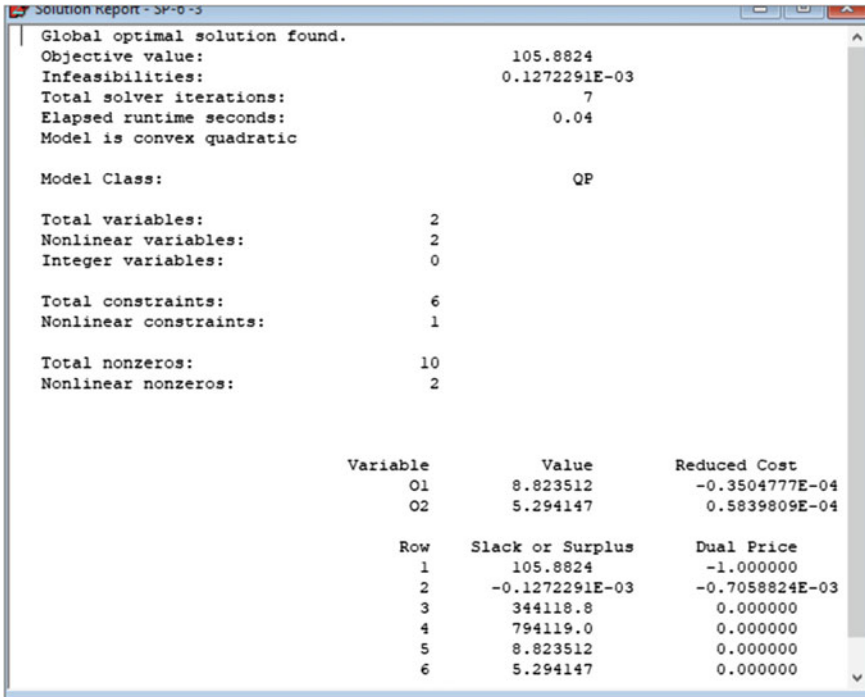 Solution Report - SP-6 -3
Global optimal solution found.
Objective value: 105.8824
Infeasibilities: 0.1272291E-03
Total solver iterations: 7
Elapsed runtime seconds: 0.04
Model is convex quadratic
Model Class: QP
Total variables: 2
Nonlinear variables: 2
Integer variables: 0
Total constraints: 6
Nonlinear constraints: 1
Total nonzeros: 10
Nonlinear nonzeros: 2
Variable Value Reduced Cost
O1 8.823512 -0.3504777E-04
O2 5.294147 0.5839809E-04
Row Slack or Surplus Dual Price
1 105.8824 -1.000000
2 -0.1272291E-03 -0.7058824E-03
3 344118.8 0.000000
4 794119.0 0.000000
5 8.823512 0.000000
6 5.294147 0.000000